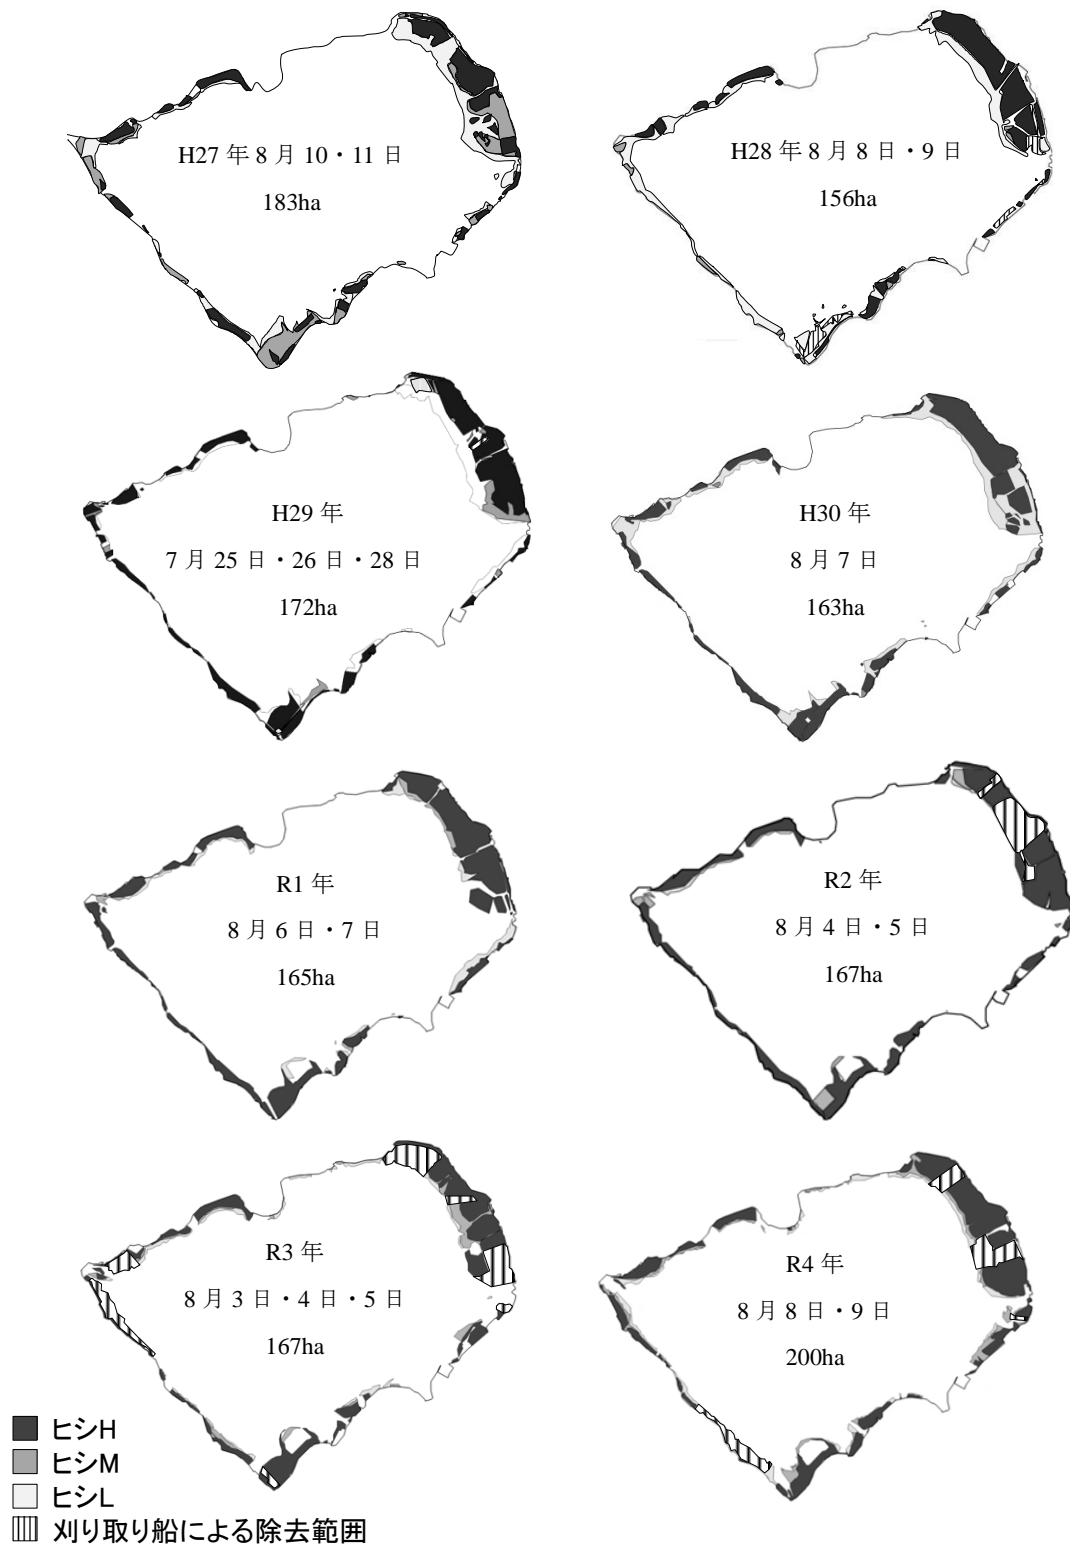 H27 年 8 月 10・11 日
183ha
H28 年 8 月 8 日・9 日
156ha
H29 年
7 月 25 日・26 日・28 日
172ha
H30 年
8 月 7 日
163ha
R1 年
8 月 6 日・7 日
165ha
R2 年
8 月 4 日・5 日
167ha
R3 年
8 月 3 日・4 日・5 日
167ha
R4 年
8 月 8 日・9 日
200ha
ヒシH
ヒシM
ヒシL
刈り取り船による除去範囲